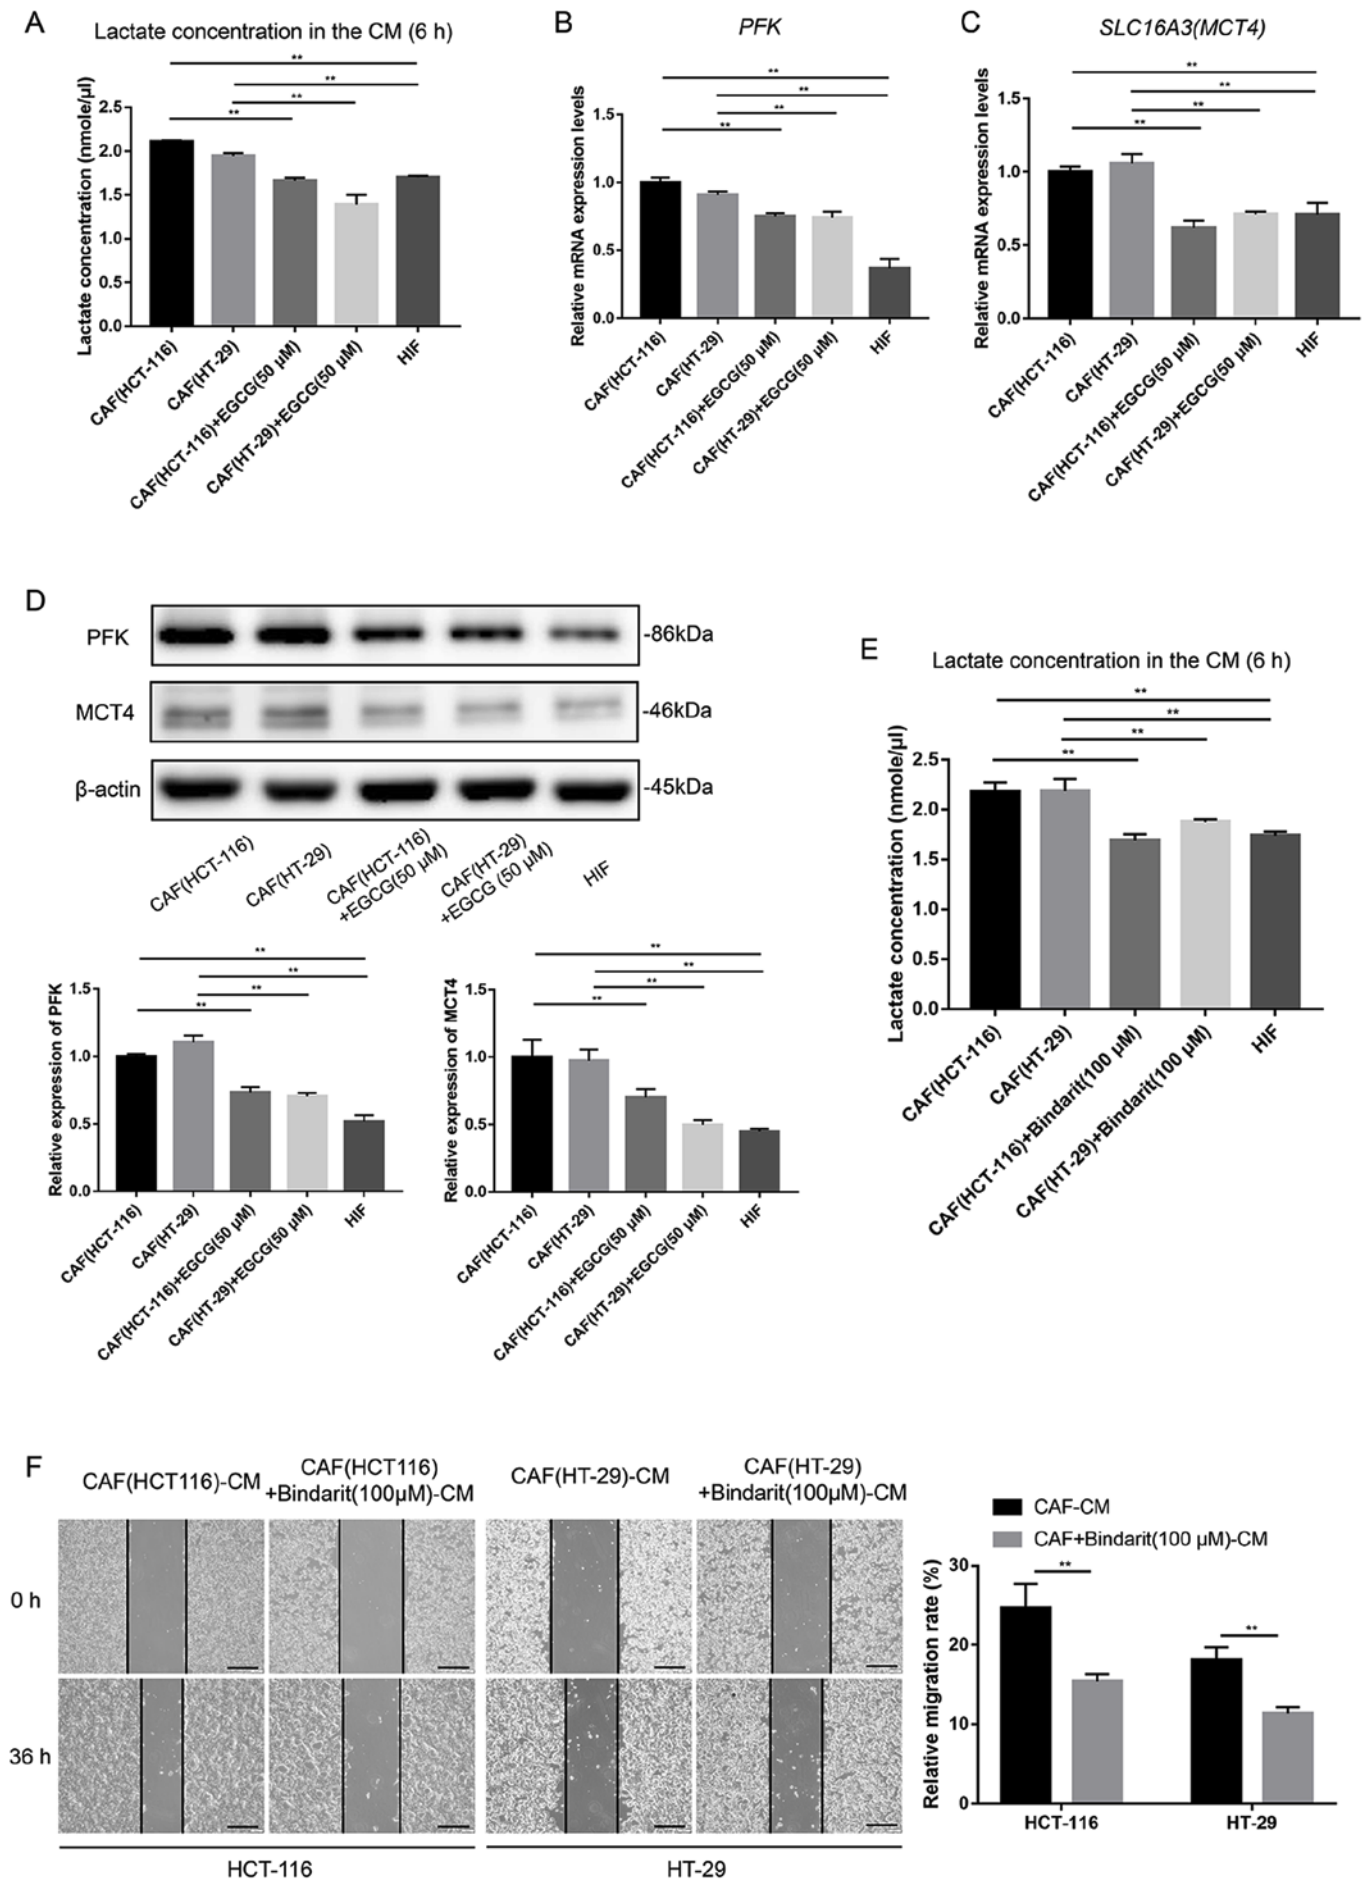 A
Lactate concentration in the CM (6 h)
**
**
**
**
Lactate concentration (nmole/µl)
2.5
2.0
1.5
1.0
0.5
0.0
CAF(HCT-116)
CAF(HT-29)
CAF(HCT-116)+EGCG(50 µM)
CAF(HT-29)+EGCG(50 µM)
HIF
B
PFK
**
**
**
**
Relative mRNA expression levels
1.5
1.0
0.5
0.0
CAF(HCT-116)
CAF(HT-29)
CAF(HCT-116)+EGCG(50 µM)
CAF(HT-29)+EGCG(50 µM)
HIF
C
SLC16A3(MCT4)
**
**
**
**
Relative mRNA expression levels
1.5
1.0
0.5
0.0
CAF(HCT-116)
CAF(HT-29)
CAF(HCT-116)+EGCG(50 µM)
CAF(HT-29)+EGCG(50 µM)
HIF
D
PFK
-86kDa
MCT4
-46kDa
β-actin
-45kDa
CAF(HCT-116)
CAF(HT-29)
CAF(HCT-116)
+EGCG(50 µM)
CAF(HT-29)
+EGCG (50 µM)
HIF
**
**
**
**
Relative expression of PFK
1.5
1.0
0.5
0.0
CAF(HCT-116)
CAF(HT-29)
CAF(HCT-116)+EGCG(50 µM)
CAF(HT-29)+EGCG(50 µM)
HIF
**
**
**
**
Relative expression of MCT4
1.5
1.0
0.5
0.0
CAF(HCT-116)
CAF(HT-29)
CAF(HCT-116)+EGCG(50 µM)
CAF(HT-29)+EGCG(50 µM)
HIF
E
Lactate concentration in the CM (6 h)
**
**
**
**
Lactate concentration (nmole/µl)
2.5
2.0
1.5
1.0
0.5
0.0
CAF(HCT-116)
CAF(HT-29)
CAF(HCT-116)+Bindarit(100 µM)
CAF(HT-29)+Bindarit(100 µM)
HIF
F
CAF(HCT116)-CM
CAF(HCT116)
+Bindarit(100µM)-CM
CAF(HT-29)-CM
CAF(HT-29)
+Bindarit(100µM)-CM
0 h
36 h
HCT-116
HT-29
CAF-CM
CAF+Bindarit(100 µM)-CM
**
**
Relative migration rate (%)
30
20
10
0
HCT-116
HT-29